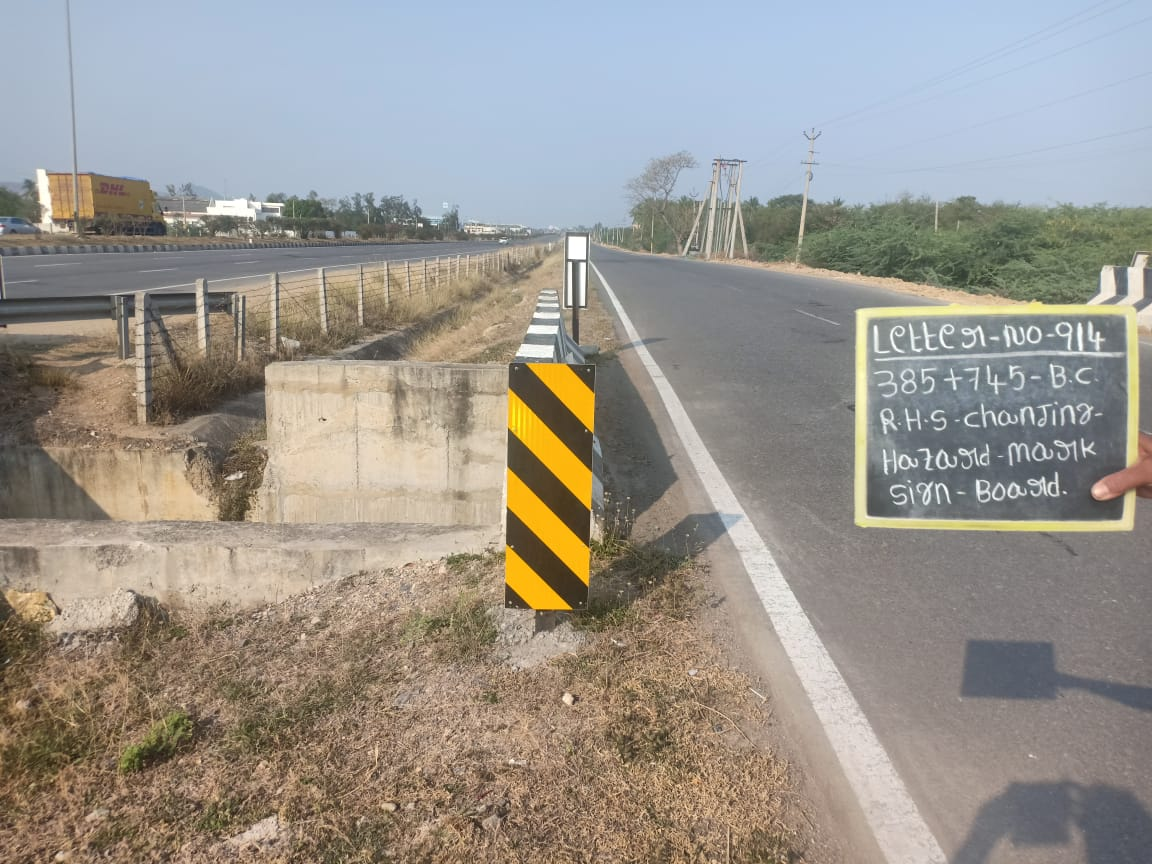 DHL
Letter-No-914
385+745-B.C.
R.H.S-changing-
Hazard-mark
sign-Board.